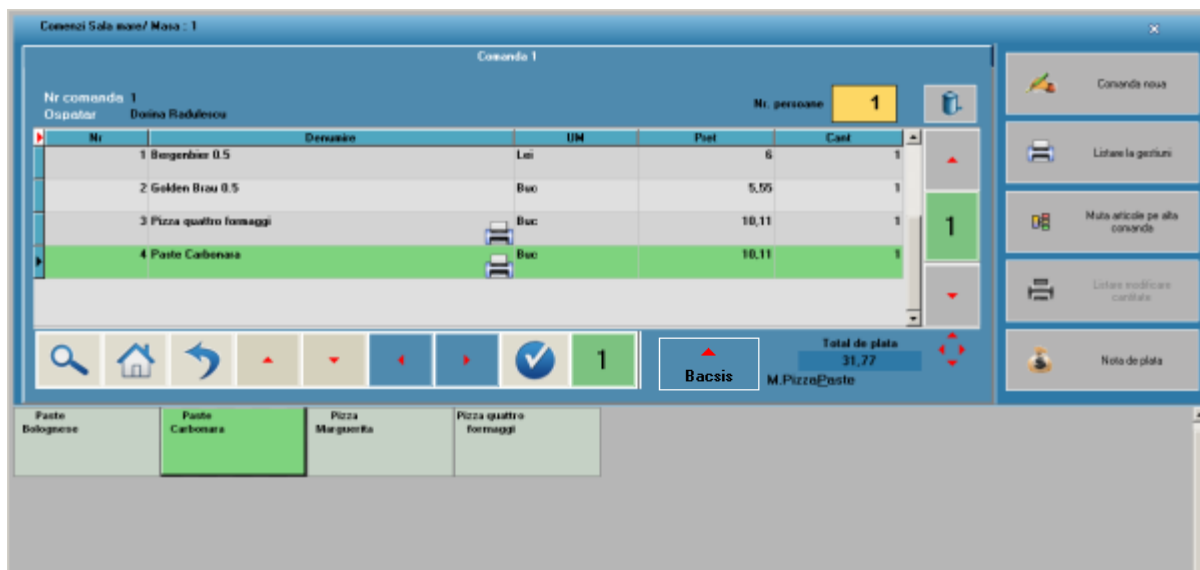 Comenzi Sala mare/ Masa : 1
Comanda 1
Nr comanda 1
Ospatar Dorina Radulescu
Nr. persoane 1
Nr Denumire UM Pret Cant
1 Bergenbier 0.5 Lei 6 1
2 Golden Brau 0.5 Buc 5,55 1
3 Pizza quattro formaggi Buc 10,11 1
4 Paste Carbonara Buc 10,11 1
1
1
Bacsis
Total de plata
31,77
M.PizzaPaste
Comanda noua
Listare la gestiuni
Muta articole pe alta
comanda
Listare modificare
cantitate
Nota de plata
Paste
Bolognese
Paste
Carbonara
Pizza
Marguerita
Pizza quattro
formaggi